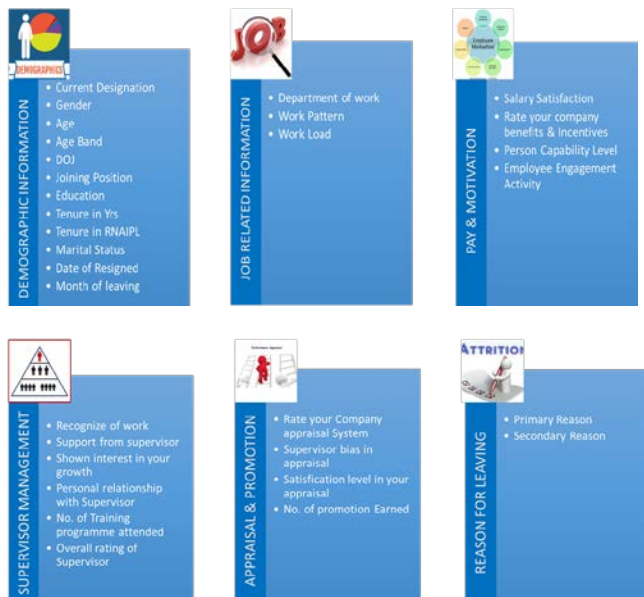 DEMOGRAPHICS
DEMOGRAPHIC INFORMATION
• Current Designation
• Gender
• Age
• Age Band
• DOJ
• Joining Position
• Education
• Tenure in Yrs
• Tenure in RNAIPL
• Marital Status
• Date of Resigned
• Month of leaving
JOB
JOB RELATED INFORMATION
• Department of work
• Work Pattern
• Work Load
Employee
Motivation
PAY & MOTIVATION
• Salary Satisfaction
• Rate your company
benefits & Incentives
• Person Capability Level
• Employee Engagement
Activity
SUPERVISOR MANAGEMENT
• Recognize of work
• Support from supervisor
• Shown interest in your
growth
• Personal relationship
with Supervisor
• No. of Training
programme attended
• Overall rating of
Supervisor
Performance Appraisal
APPRAISAL & PROMOTION
• Rate your Company
appraisal System
• Supervisor bias in
appraisal
• Satisfication level in your
appraisal
• No. of promotion Earned
ATTRITION
REASON FOR LEAVING
• Primary Reason
• Secondary Reason